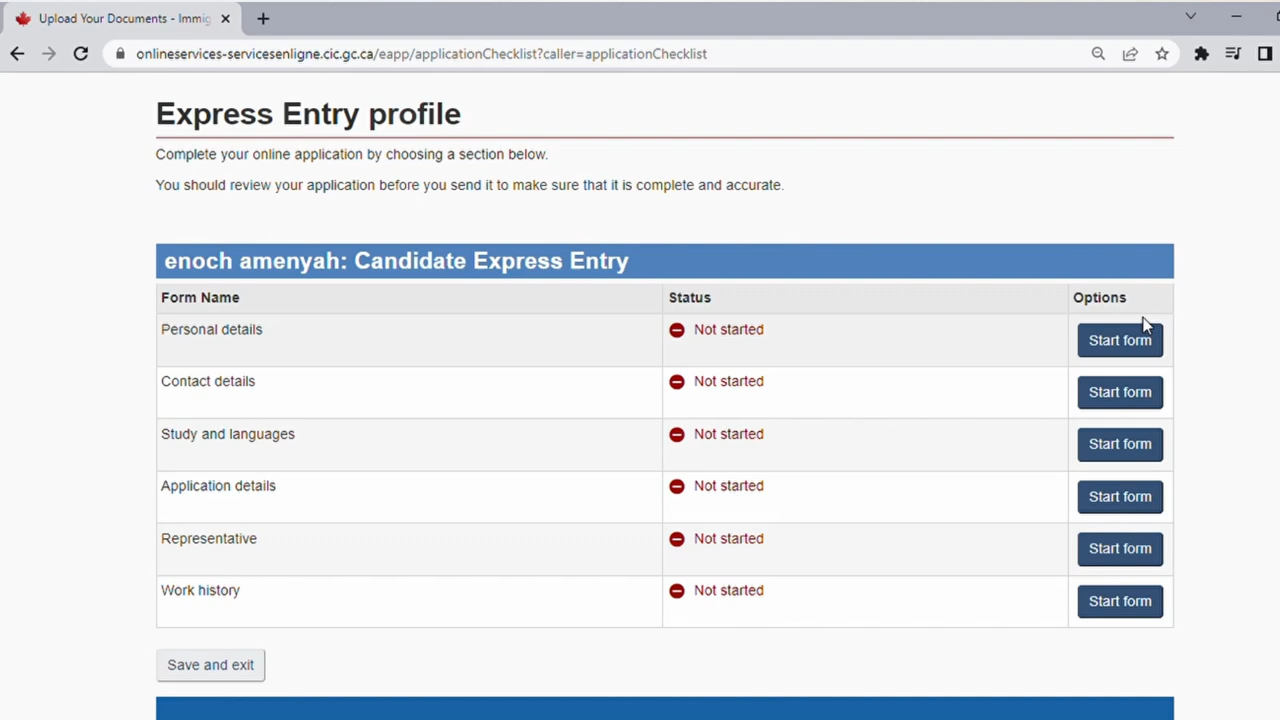 Upload Your Documents - Immig
onlineservices-servicesenligne.cic.gc.ca/eapp/applicationChecklist?caller=applicationChecklist
Express Entry profile
Complete your online application by choosing a section below.
You should review your application before you send it to make sure that it is complete and accurate.
enoch amenyah: Candidate Express Entry
Form Name Status Options
Personal details Not started Start form
Contact details Not started Start form
Study and languages Not started Start form
Application details Not started Start form
Representative Not started Start form
Work history Not started Start form
Save and exit